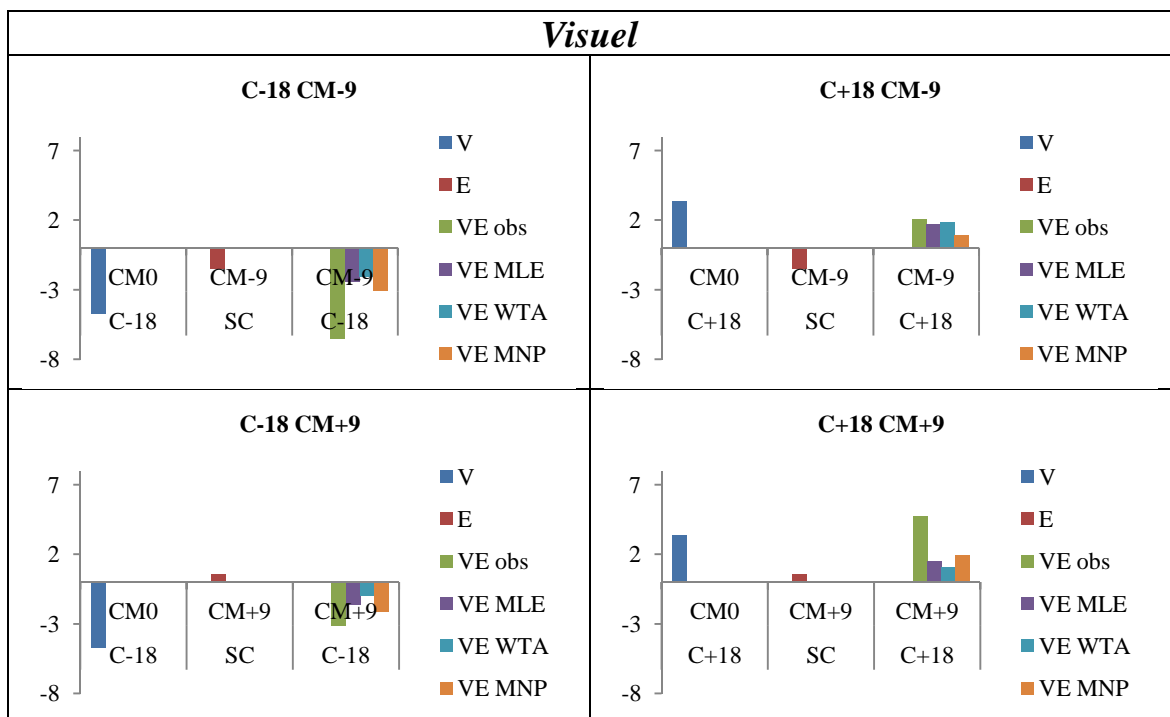 Visuel
C-18 CM-9
7
2
-3
-8
CM0 CM-9 CM-9
C-18 SC C-18
V
E
VE obs
VE MLE
VE WTA
VE MNP
C+18 CM-9
7
2
-3
-8
CM0 CM-9 CM-9
C+18 SC C+18
V
E
VE obs
VE MLE
VE WTA
VE MNP
C-18 CM+9
7
2
-3
-8
CM0 CM+9 CM+9
C-18 SC C-18
V
E
VE obs
VE MLE
VE WTA
VE MNP
C+18 CM+9
7
2
-3
-8
CM0 CM+9 CM+9
C+18 SC C+18
V
E
VE obs
VE MLE
VE WTA
VE MNP